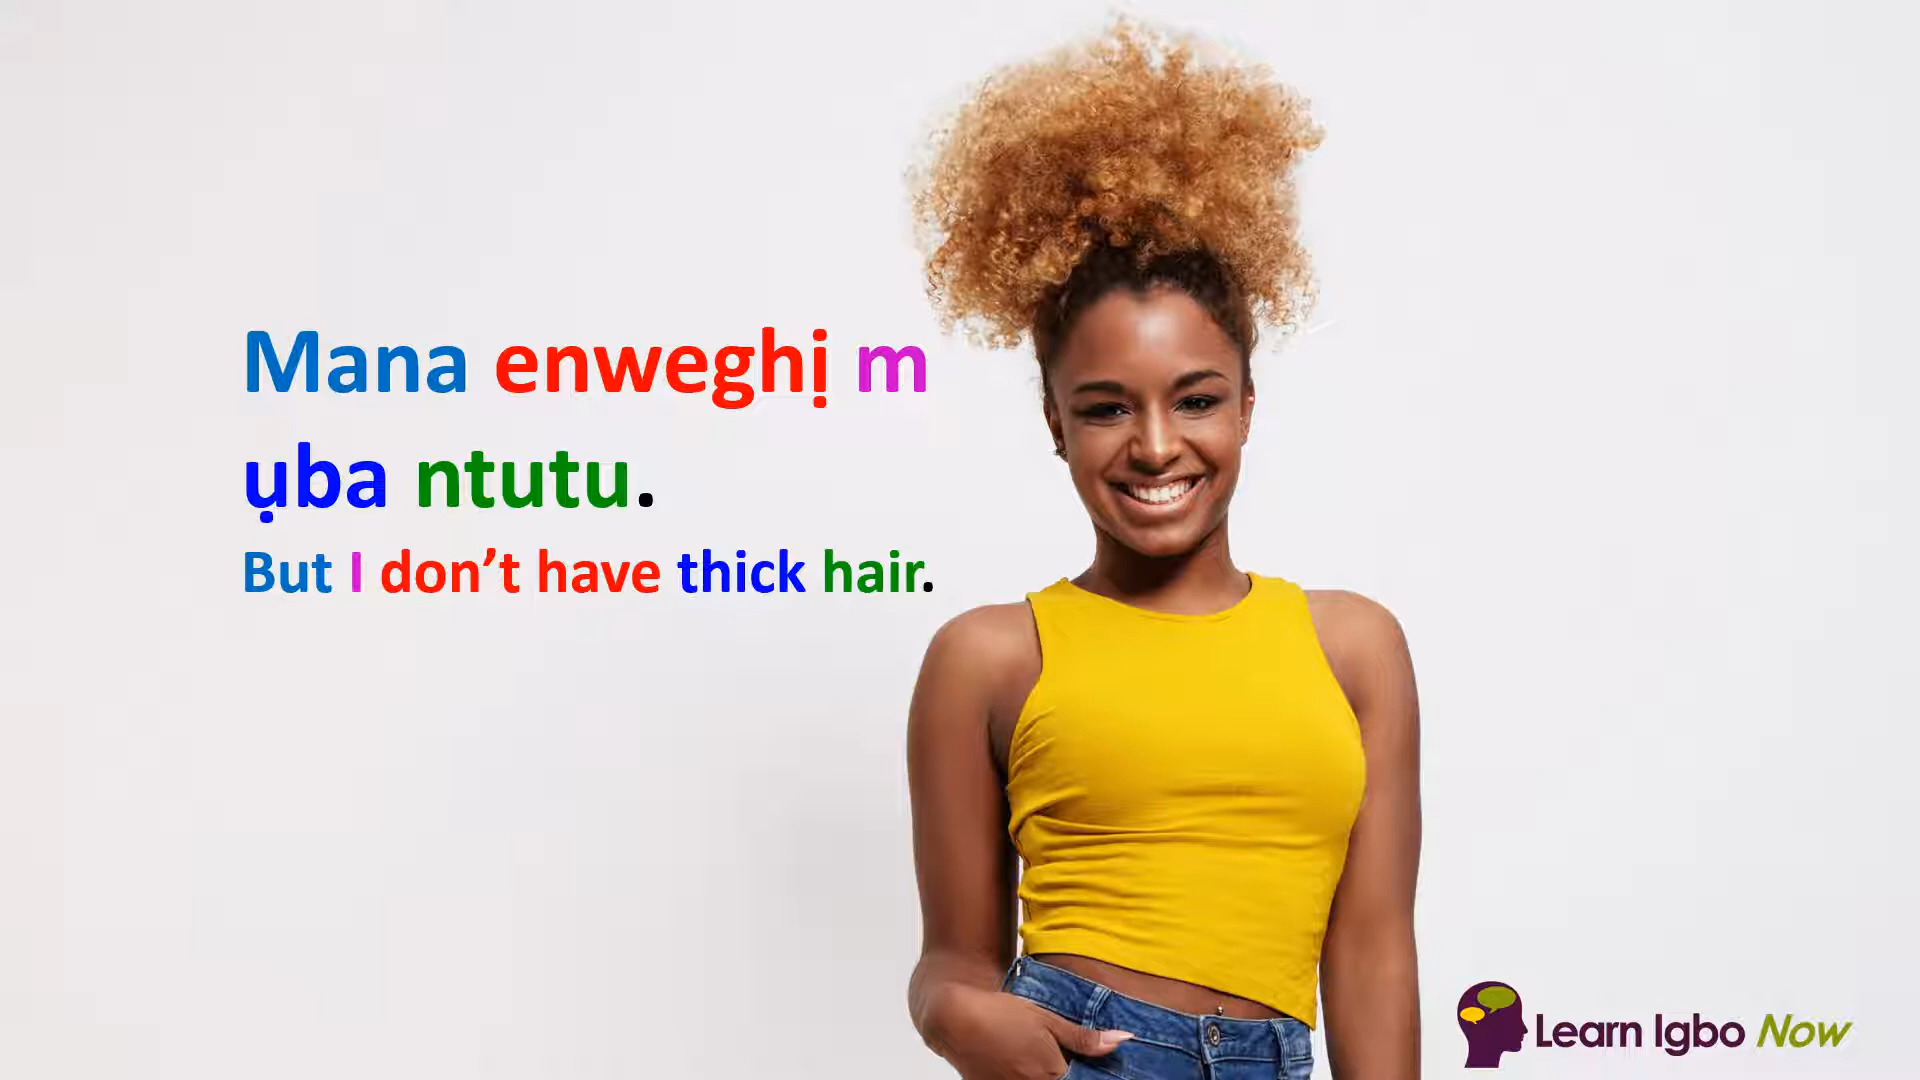 Mana enweghị m
ụba ntutu.
But I don’t have thick hair.
Learn Igbo Now